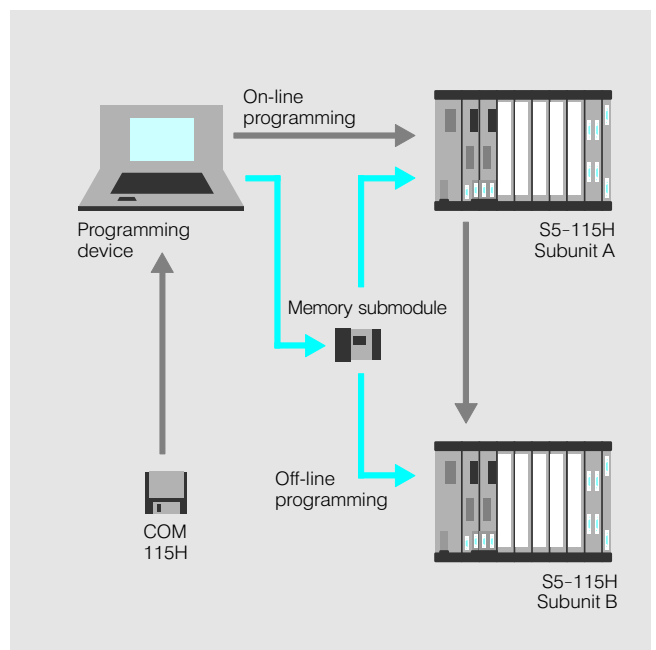 On-line
programming
Programming
device
S5-115H
Subunit A
Memory submodule
Off-line
programming
COM
115H
S5-115H
Subunit B